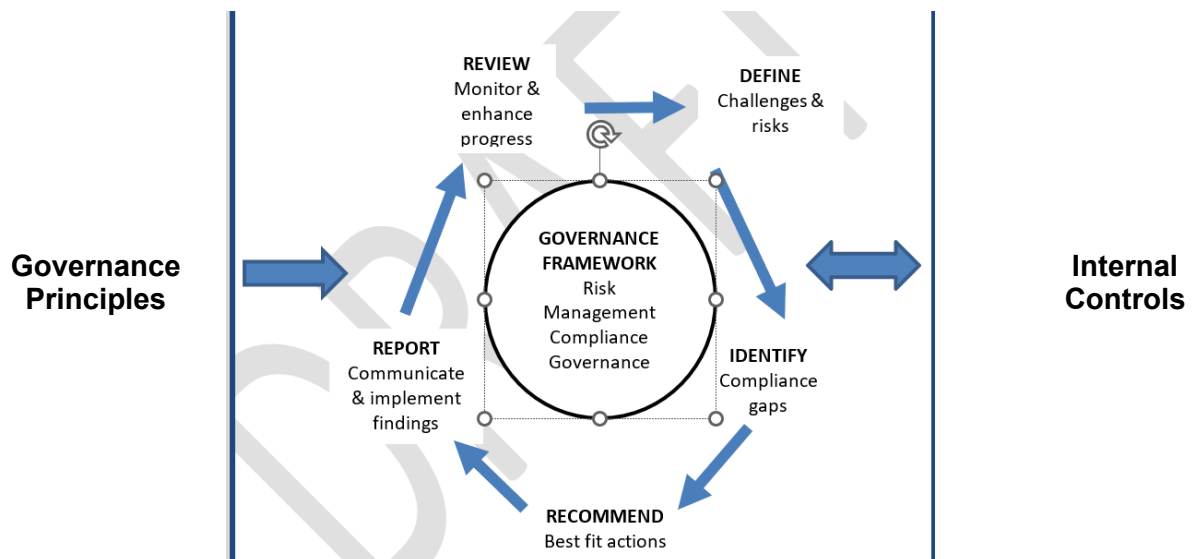 REVIEW
Monitor &
enhance
progress
DEFINE
Challenges &
risks
Governance
Principles
GOVERNANCE
FRAMEWORK
Risk
Management
Compliance
Governance
Internal
Controls
REPORT
Communicate
& implement
findings
IDENTIFY
Compliance
gaps
RECOMMEND
Best fit actions
DRAFT